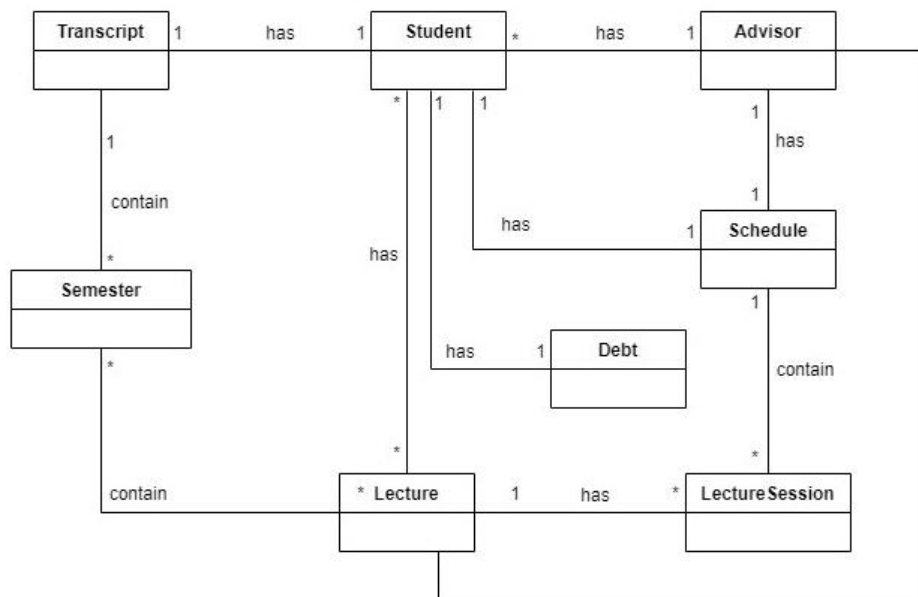 Transcript 1 has 1 Student * has 1 Advisor
* 1 1 1
1 has
contain 1
has 1 Schedule
has
* 1
Semester
has 1 Debt
* contain
* *
contain * Lecture 1 has * LectureSession